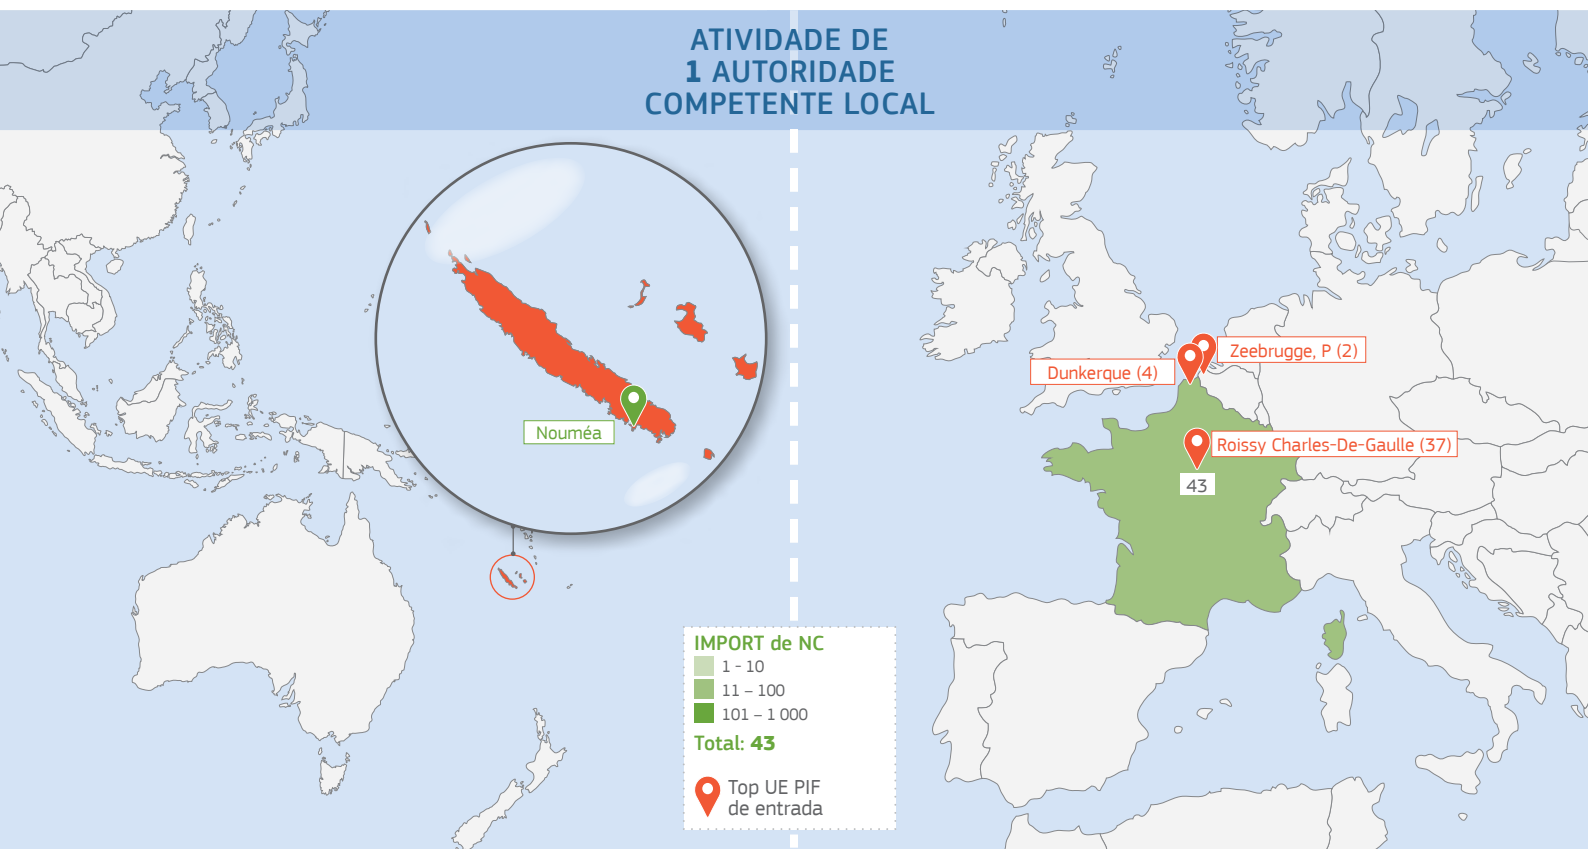 ATIVIDADE DE
1 AUTORIDADE
COMPETENTE LOCAL
Nouméa
Zeebrugge, P (2)
Dunkerque (4)
Roissy Charles-De-Gaulle (37)
43
IMPORT de NC
1 - 10
11 – 100
101 – 1 000
Total: 43
Top UE PIF
de entrada